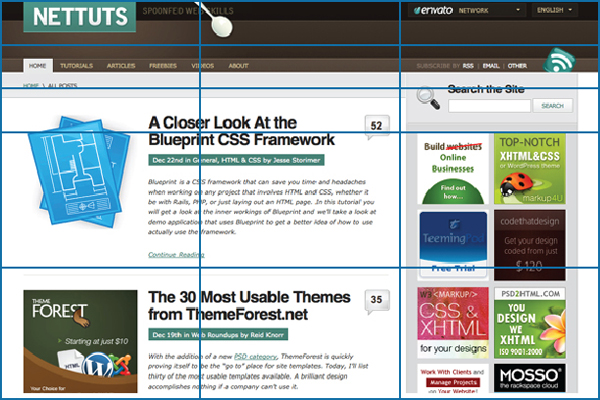 NETTUTS
SPOONFED WEB SKILLS
envato NETWORK
ENGLISH
HOME TUTORIALS ARTICLES FREEBIES VIDEOS ABOUT
SUBSCRIBE BY RSS | EMAIL | OTHER
HOME \ ALL POSTS
Search the Site
SEARCH
A Closer Look At the
Blueprint CSS Framework
52
Dec 22nd in General, HTML & CSS by Jesse Storimer
Blueprint is a CSS framework that can save you time and headaches
when working on any project that involves HTML and CSS, whether it
be with Rails, PHP, or just laying out an HTML page. In this tutorial you
will get a look at the inner workings of Blueprint and we'll take a look at
demo application that uses Blueprint to get a better idea of how to use
actually use the framework.
Continue Reading
Build websites
Online
Businesses
Find out
how...
TOP-NOTCH
XHTML&CSS
or WordPress theme
markup4U
Teeming
Free Trial
codethatdesign
Get your design
coded from just
$120
THEME
FOREST
Starting at just $10
HTML
Your Choice for
The 30 Most Usable Themes
from ThemeForest.net
35
Dec 19th in Web Roundups by Reid Knorr
With the addition of a new PSD category, ThemeForest is quickly
proving itself to be the "go to" place for site templates. Today, I'll list
thirty of the most usable templates available. A brilliant design
accomplishes nothing if a company can't use it.
W3 <MARKUP/>
CSS &
XHTML
for your designs
PSD2HTML.COM
YOU
DESIGN
WE
XHTML
ISO 9001:2000
Work With Clients
and Manage Projects
on Your Website!
MOSSO
the rackspace cloud